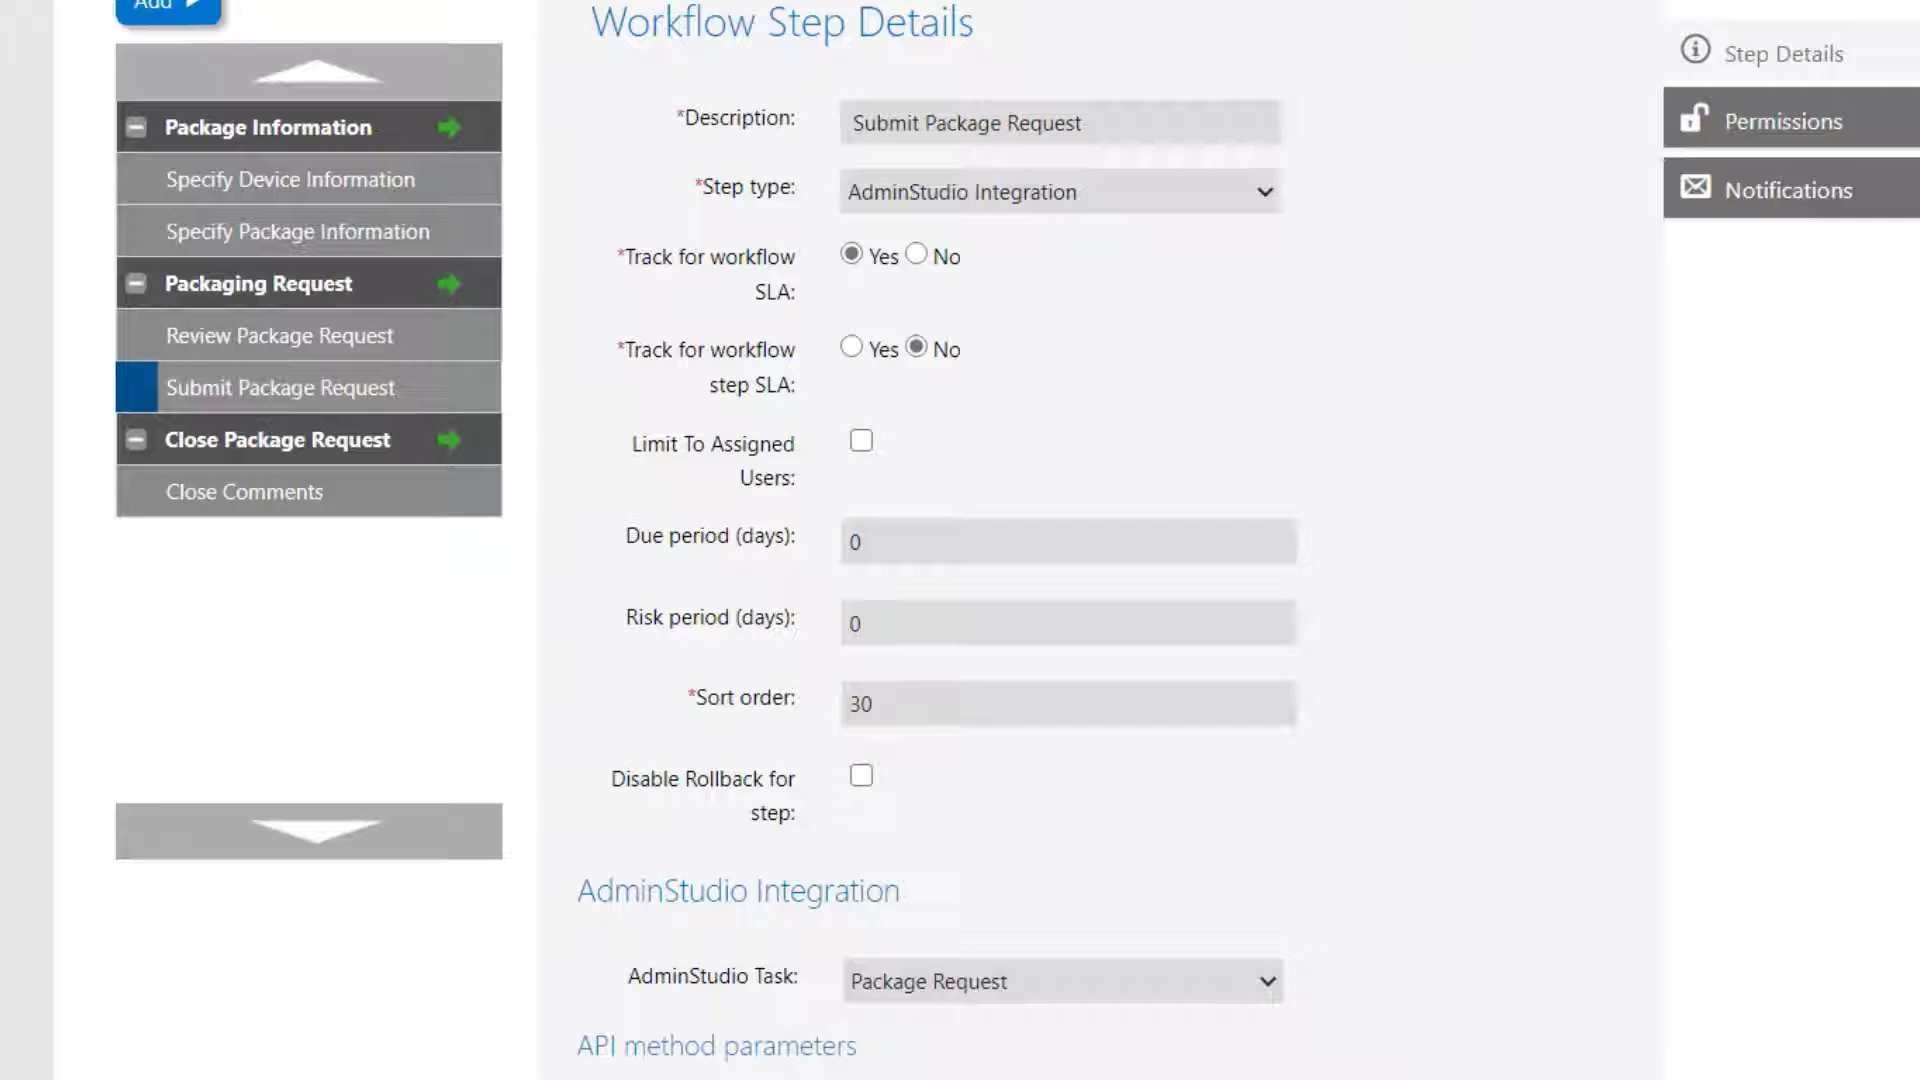 Add
Package Information
Specify Device Information
Specify Package Information
Packaging Request
Review Package Request
Submit Package Request
Close Package Request
Close Comments
Workflow Step Details
*Description: Submit Package Request
*Step type: AdminStudio Integration
*Track for workflow Yes No
SLA:
*Track for workflow Yes No
step SLA:
Limit To Assigned
Users:
Due period (days): 0
Risk period (days): 0
*Sort order: 30
Disable Rollback for
step:
AdminStudio Integration
AdminStudio Task: Package Request
API method parameters
Step Details
Permissions
Notifications